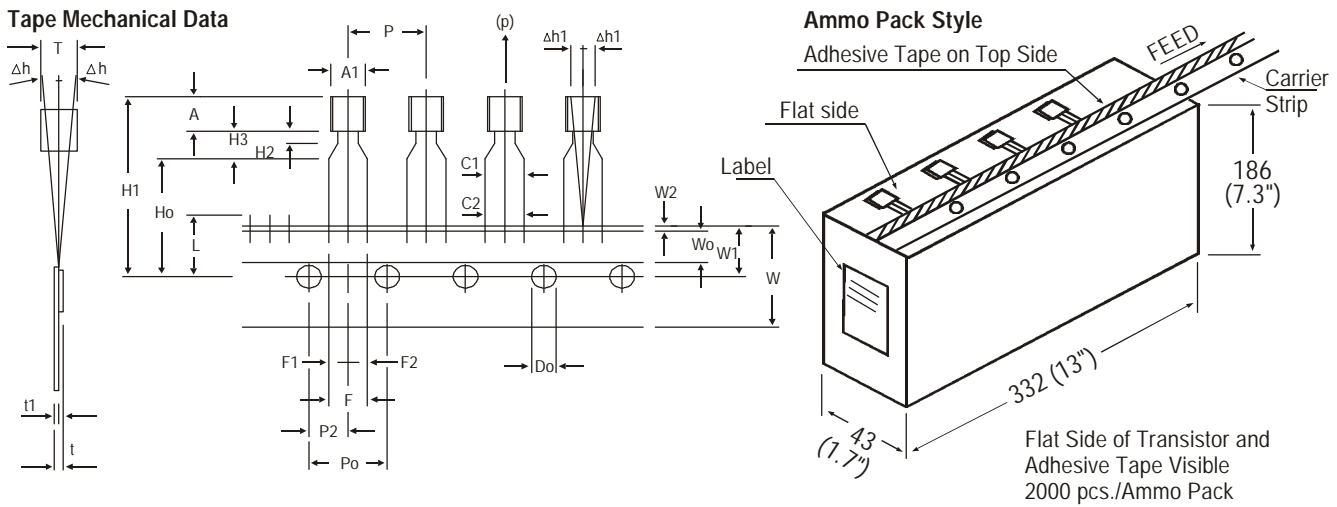 Tape Mechanical Data
T
Δh
Δh
P
A1
(p)
Δh1
Δh1
A
H3
H2
H1
Ho
L
C1
C2
W2
Wo
W1
W
F1
F2
F
Do
P2
Po
t1
t
Ammo Pack Style
Adhesive Tape on Top Side
FEED
Carrier
Strip
Flat side
Label
186
(7.3")
332 (13")
43
(1.7")
Flat Side of Transistor and
Adhesive Tape Visible
2000 pcs./Ammo Pack